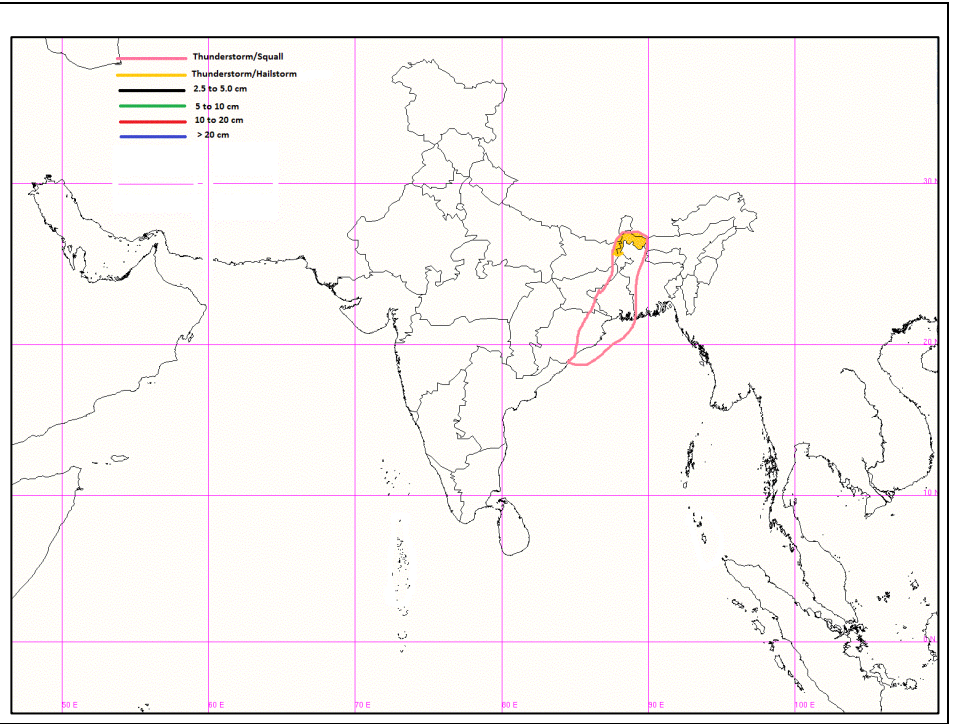 Thunderstorm/Squall
Thunderstorm/Hailstorm
2.5 to 5.0 cm
5 to 10 cm
10 to 20 cm
> 20 cm
30 N
20 N
10 N
0 N
50 E 60 E 70 E 80 E 90 E 100 E